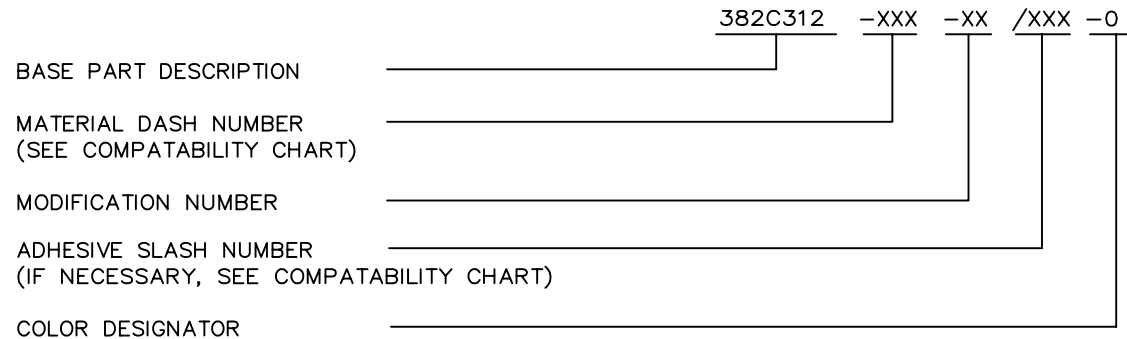 382C312 -XXX -XX /XXX -0
BASE PART DESCRIPTION
MATERIAL DASH NUMBER
(SEE COMPATABILITY CHART)
MODIFICATION NUMBER
ADHESIVE SLASH NUMBER
(IF NECESSARY, SEE COMPATABILITY CHART)
COLOR DESIGNATOR